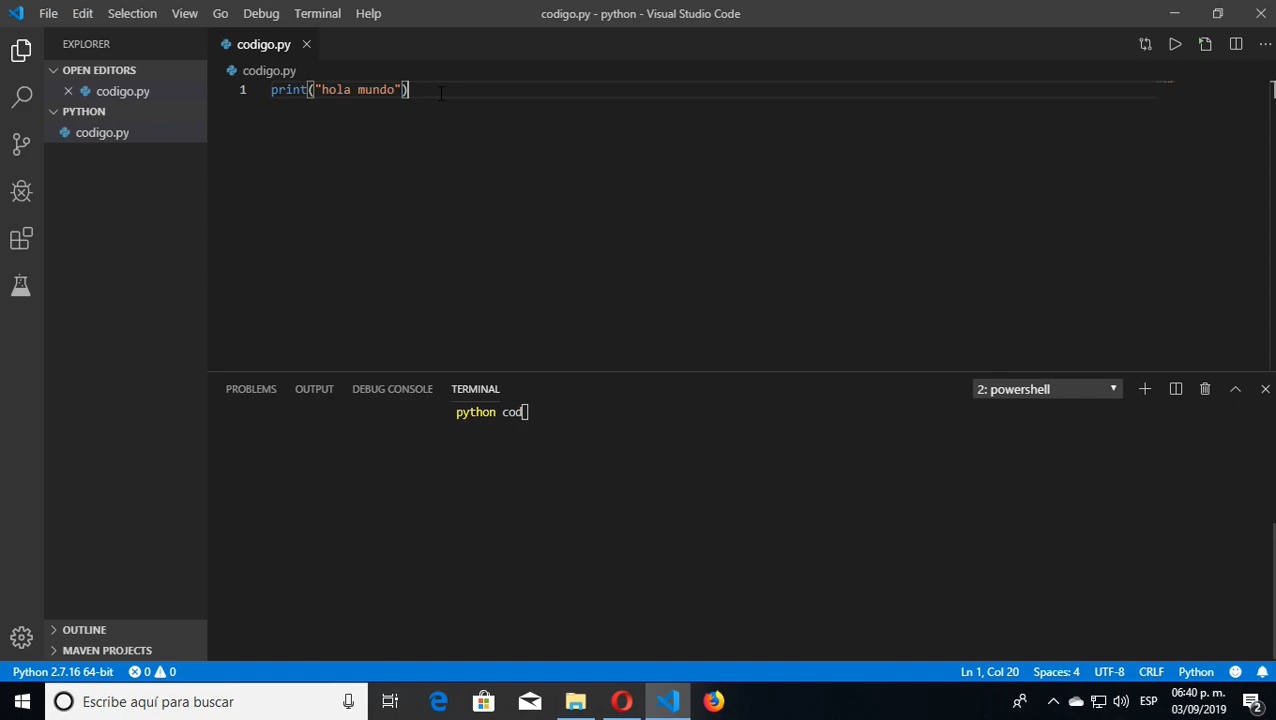 File Edit Selection View Go Debug Terminal Help codigo.py - python - Visual Studio Code
EXPLORER
codigo.py
OPEN EDITORS
codigo.py
codigo.py
1 print("hola mundo")
PYTHON
codigo.py
PROBLEMS OUTPUT DEBUG CONSOLE TERMINAL 2: powershell
python cod
OUTLINE
MAVEN PROJECTS
Python 2.7.16 64-bit 0 0 Ln 1, Col 20 Spaces: 4 UTF-8 CRLF Python
Escribe aquí para buscar
ESP
06:40 p. m.
03/09/2019
2